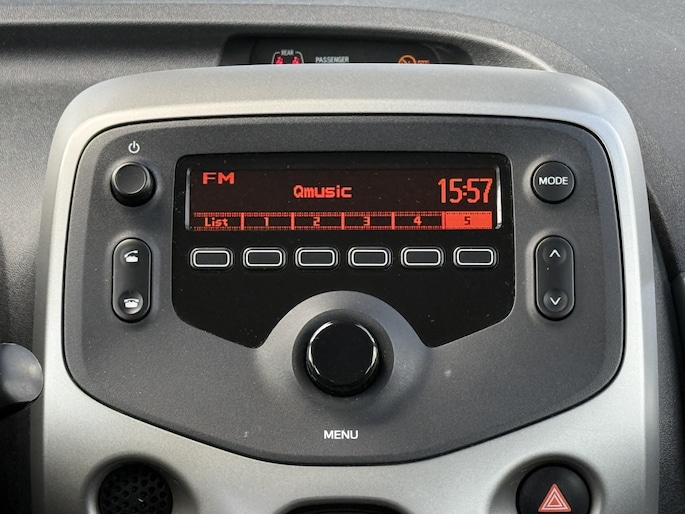 REAR PASSENGER
FM
Qmusic
15:57
MODE
List 1 2 3 4 5
MENU